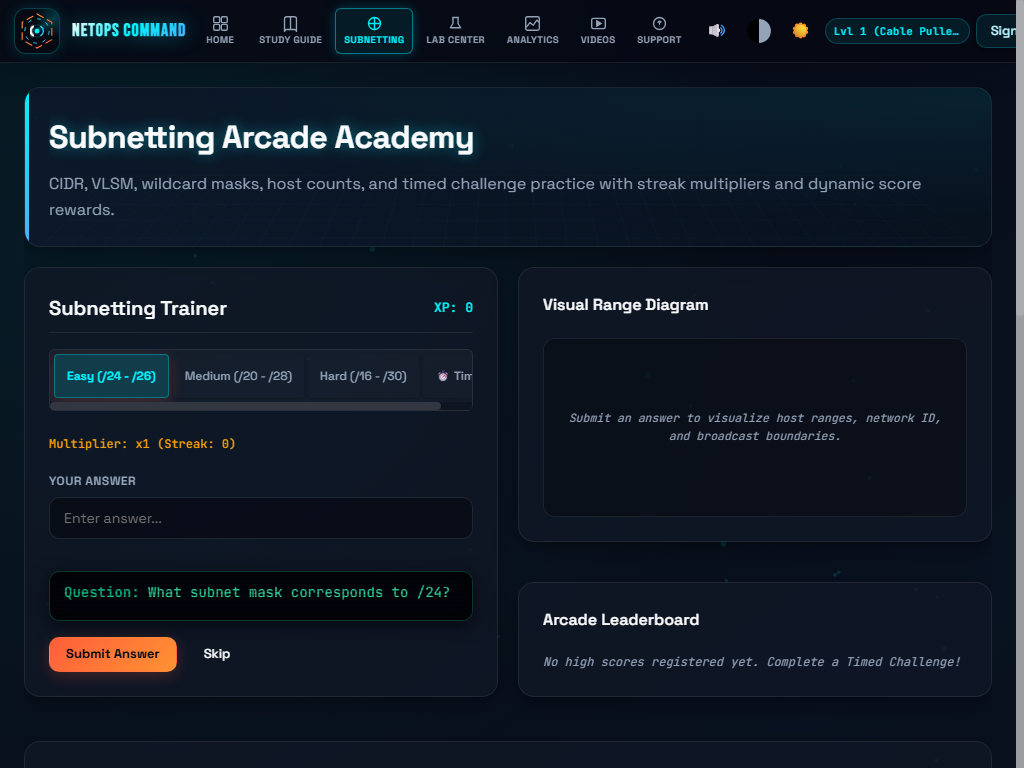 NETOPS COMMAND
HOME
STUDY GUIDE
SUBNETTING
LAB CENTER
ANALYTICS
VIDEOS
SUPPORT
Lvl 1 (Cable Pulle…
Sign
Subnetting Arcade Academy
CIDR, VLSM, wildcard masks, host counts, and timed challenge practice with streak multipliers and dynamic score
rewards.
Subnetting Trainer
XP: 0
Easy (/24 - /26)
Medium (/20 - /28)
Hard (/16 - /30)
Tim
Multiplier: x1 (Streak: 0)
YOUR ANSWER
Enter answer...
Question: What subnet mask corresponds to /24?
Submit Answer
Skip
Visual Range Diagram
Submit an answer to visualize host ranges, network ID,
and broadcast boundaries.
Arcade Leaderboard
No high scores registered yet. Complete a Timed Challenge!